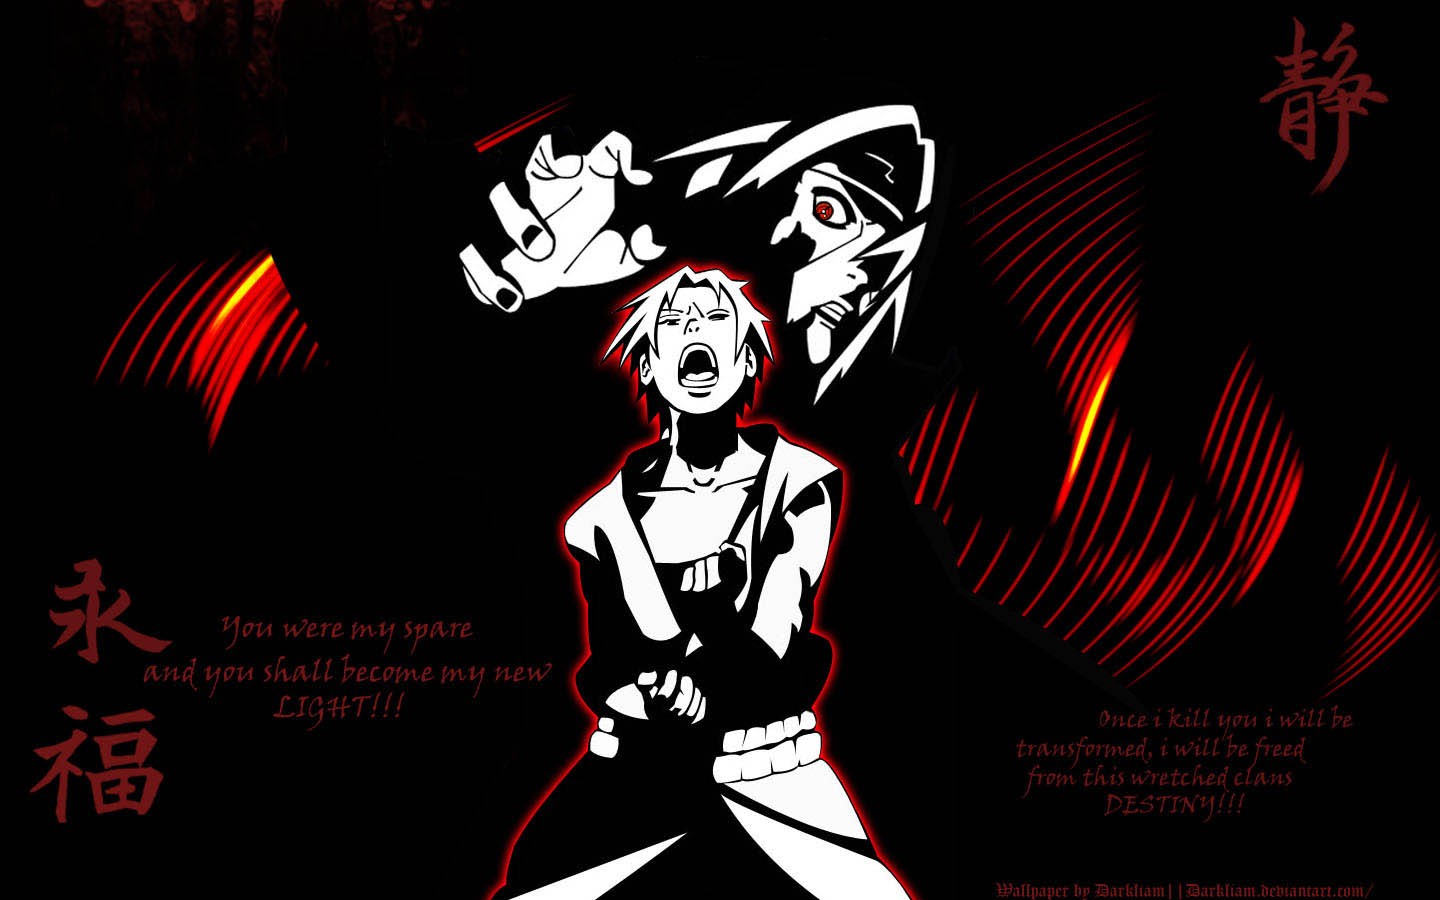 静
永
福
You were my spare
and you shall become my new
LIGHT!!!
Once i kill you i will be
transformed, i will be freed
from this wretched clans
DESTINY!!!
Wallpaper by Darkliam||Darkliam.deviantart.com/